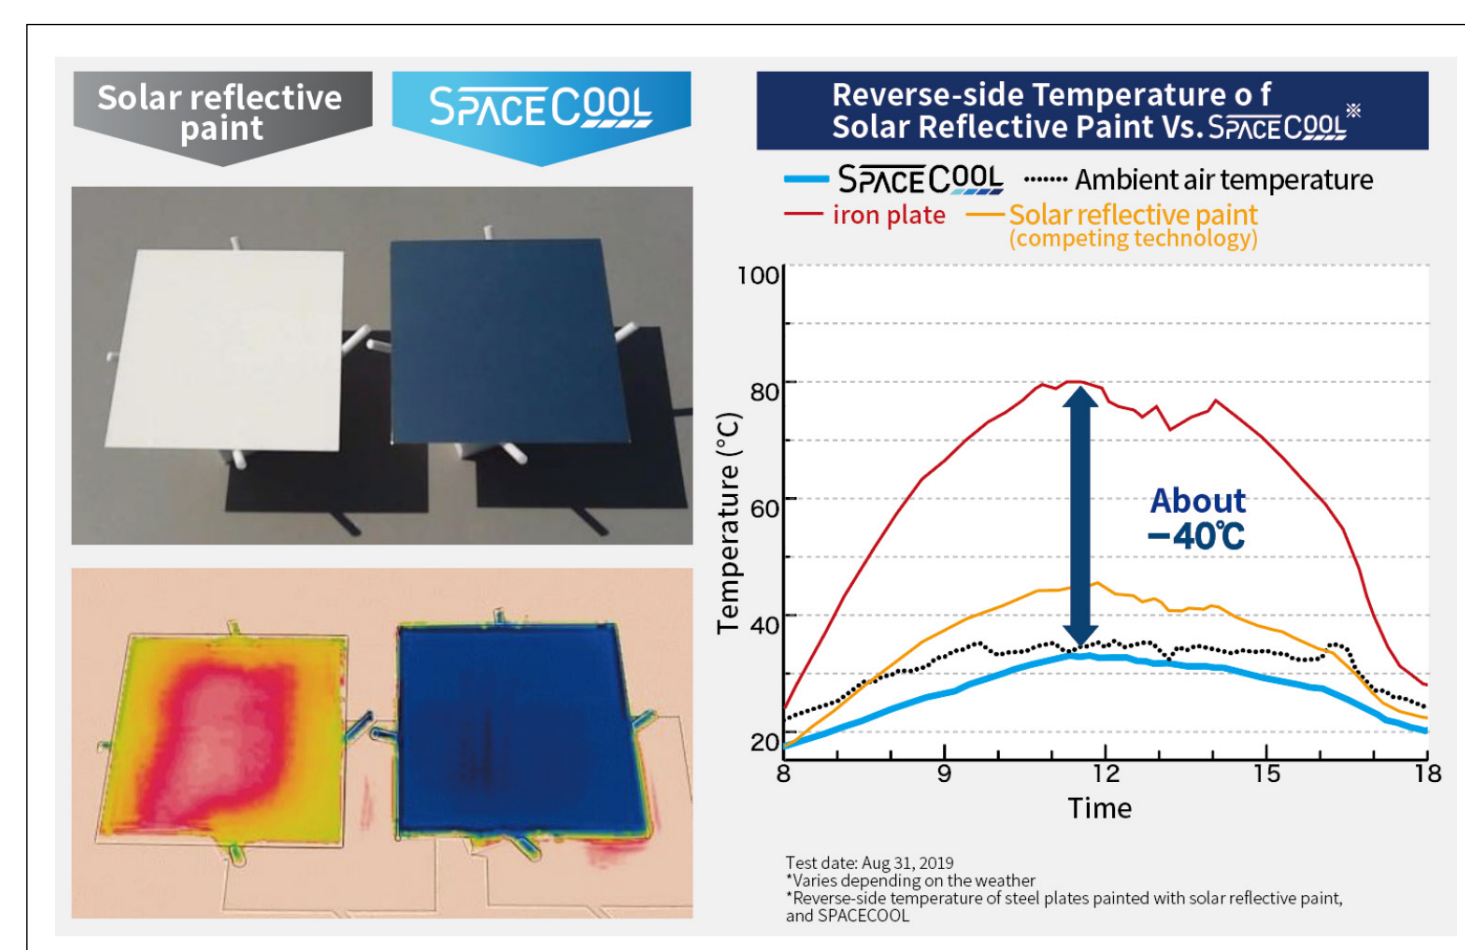 Solar reflective
paint
SPACECOOL
Reverse-side Temperature o f
Solar Reflective Paint Vs. SPACECOOL※
SPACECOOL
Ambient air temperature
iron plate
Solar reflective paint
(competing technology)
Temperature (°C)
100
80
60
40
20
About
−40℃
8
9
12
15
18
Time
Test date: Aug 31, 2019
*Varies depending on the weather
*Reverse-side temperature of steel plates painted with solar reflective paint,
and SPACECOOL